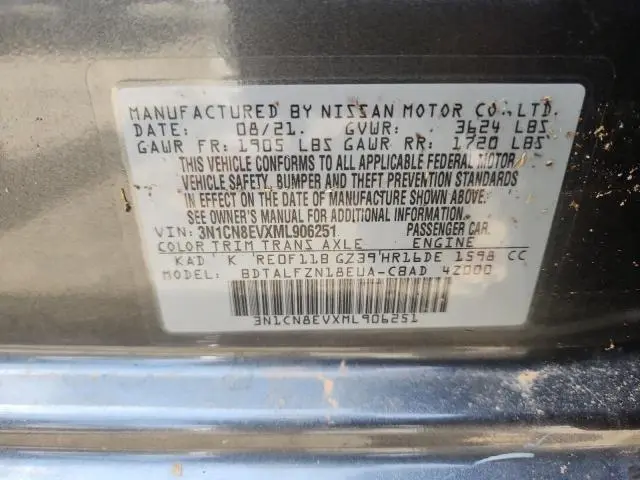 MANUFACTURED BY NISSAN MOTOR CO., LTD.
DATE: 08/21. GVWR: 3624 LBS
GAWR FR: 1905 LBS GAWR RR: 1720 LBS
THIS VEHICLE CONFORMS TO ALL APPLICABLE FEDERAL MOTOR
VEHICLE SAFETY, BUMPER AND THEFT PREVENTION STANDARDS
IN EFFECT ON THE DATE OF MANUFACTURE SHOWN ABOVE.
SEE OWNER'S MANUAL FOR ADDITIONAL INFORMATION.
VIN: 3N1CN8EVXML906251 PASSENGER CAR.
COLOR TRIM TRANS AXLE ENGINE
KAD K RE0F11B GZ39 HR16DE 1598 CC
MODEL: BDTALFZN18EUA-C8AD 4Z000
3N1CN8EVXML906251